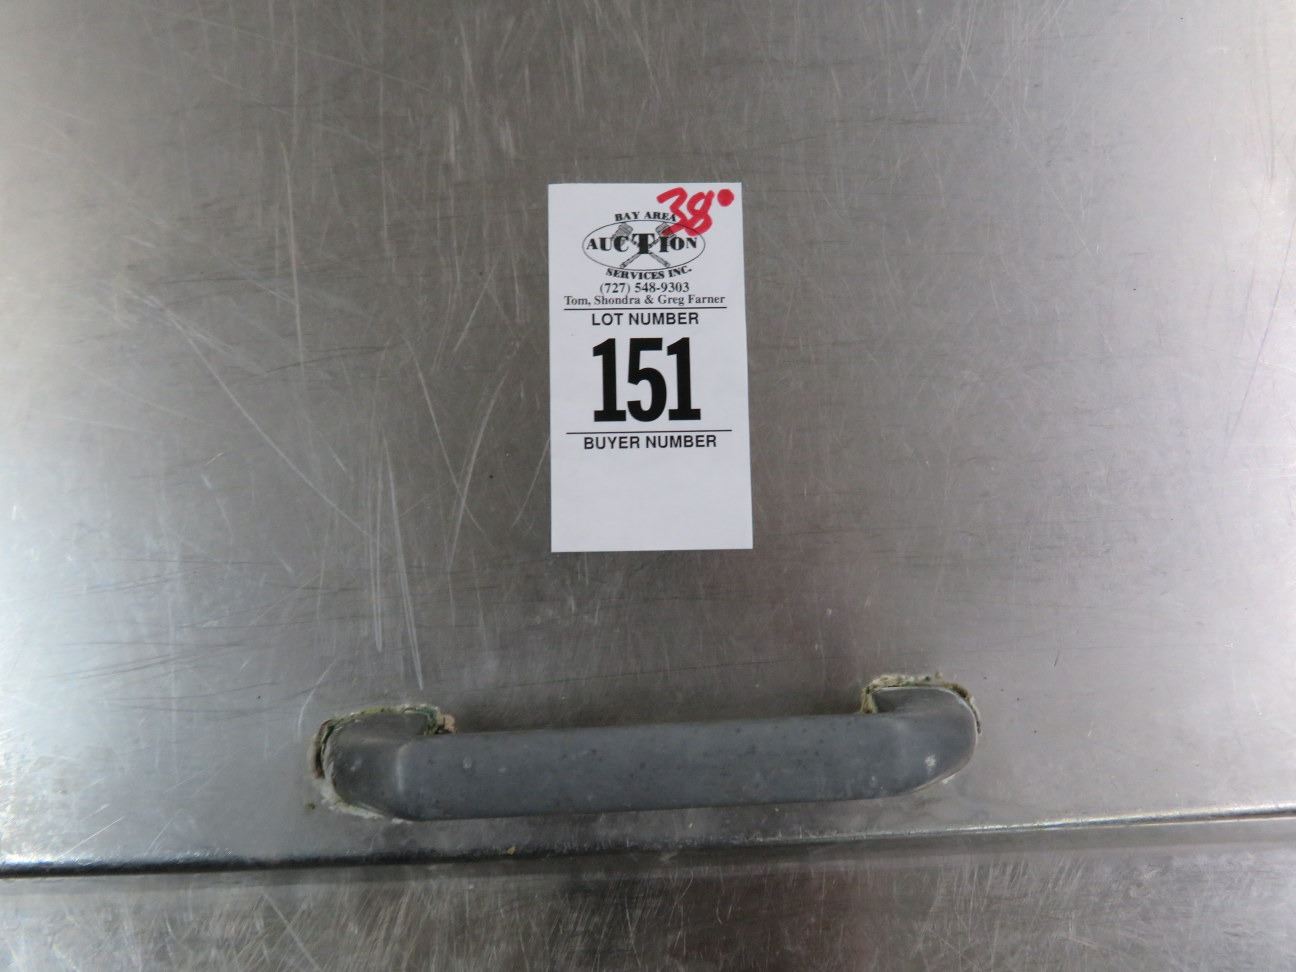 38°
BAY AREA
AUCTION
SERVICES INC.
(727) 548-9303
Tom, Shondra & Greg Farner
LOT NUMBER
151
BUYER NUMBER